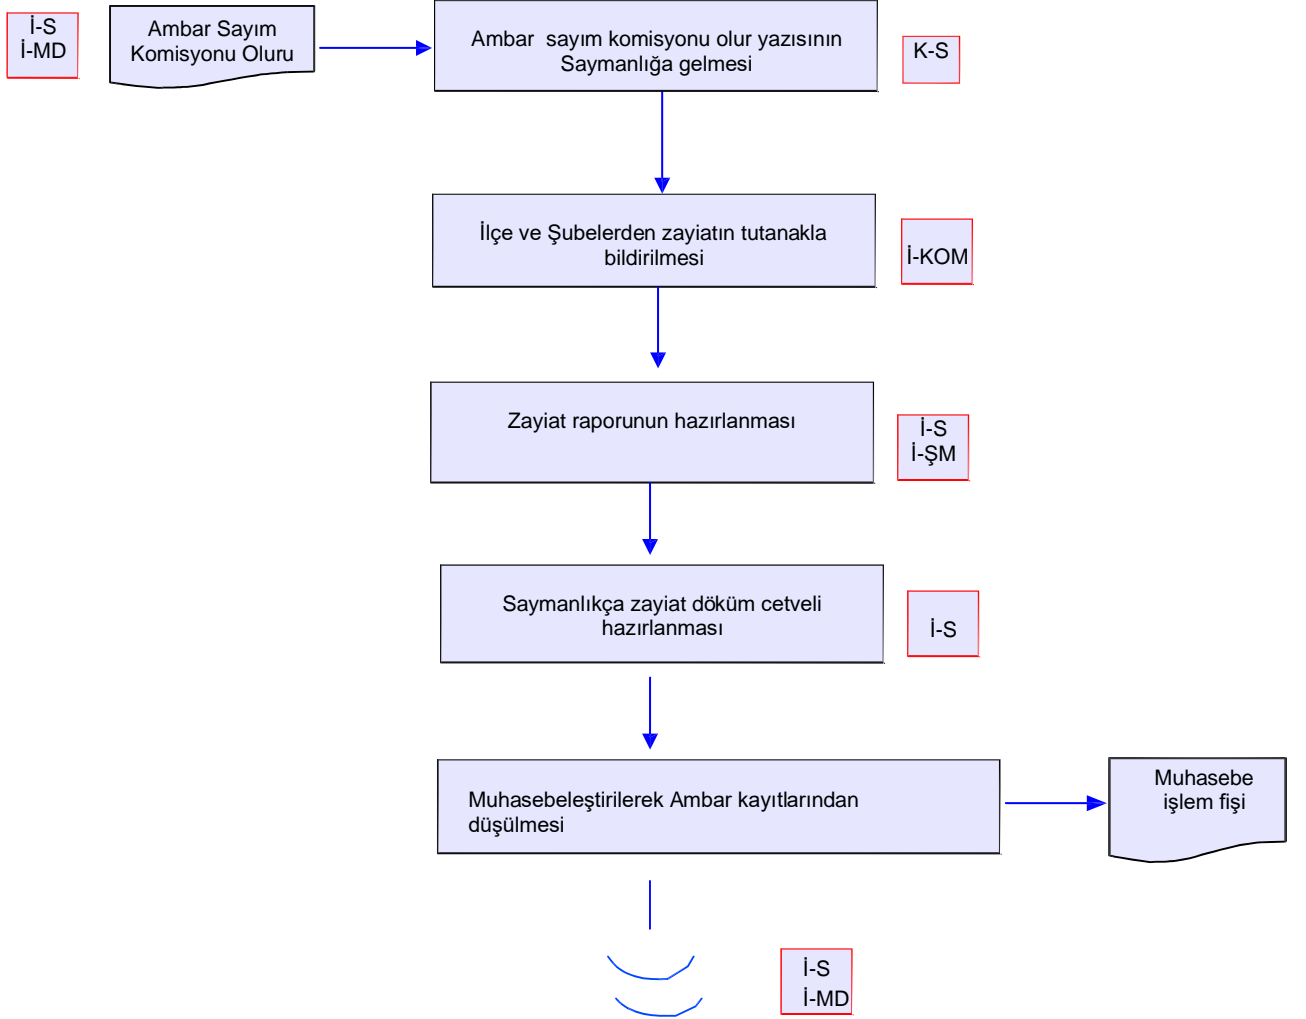 İ-S
İ-MD
Ambar Sayım
Komisyonu Oluru
Ambar  sayım komisyonu olur yazısının
Saymanlığa gelmesi
K-S
İlçe ve Şubelerden zayiatın tutanakla
bildirilmesi
İ-KOM
Zayiat raporunun hazırlanması
İ-S
İ-ŞM
Saymanlıkça zayiat döküm cetveli
hazırlanması
İ-S
Muhasebeleştirilerek Ambar kayıtlarından
düşülmesi
Muhasebe
işlem fişi
İ-S
İ-MD